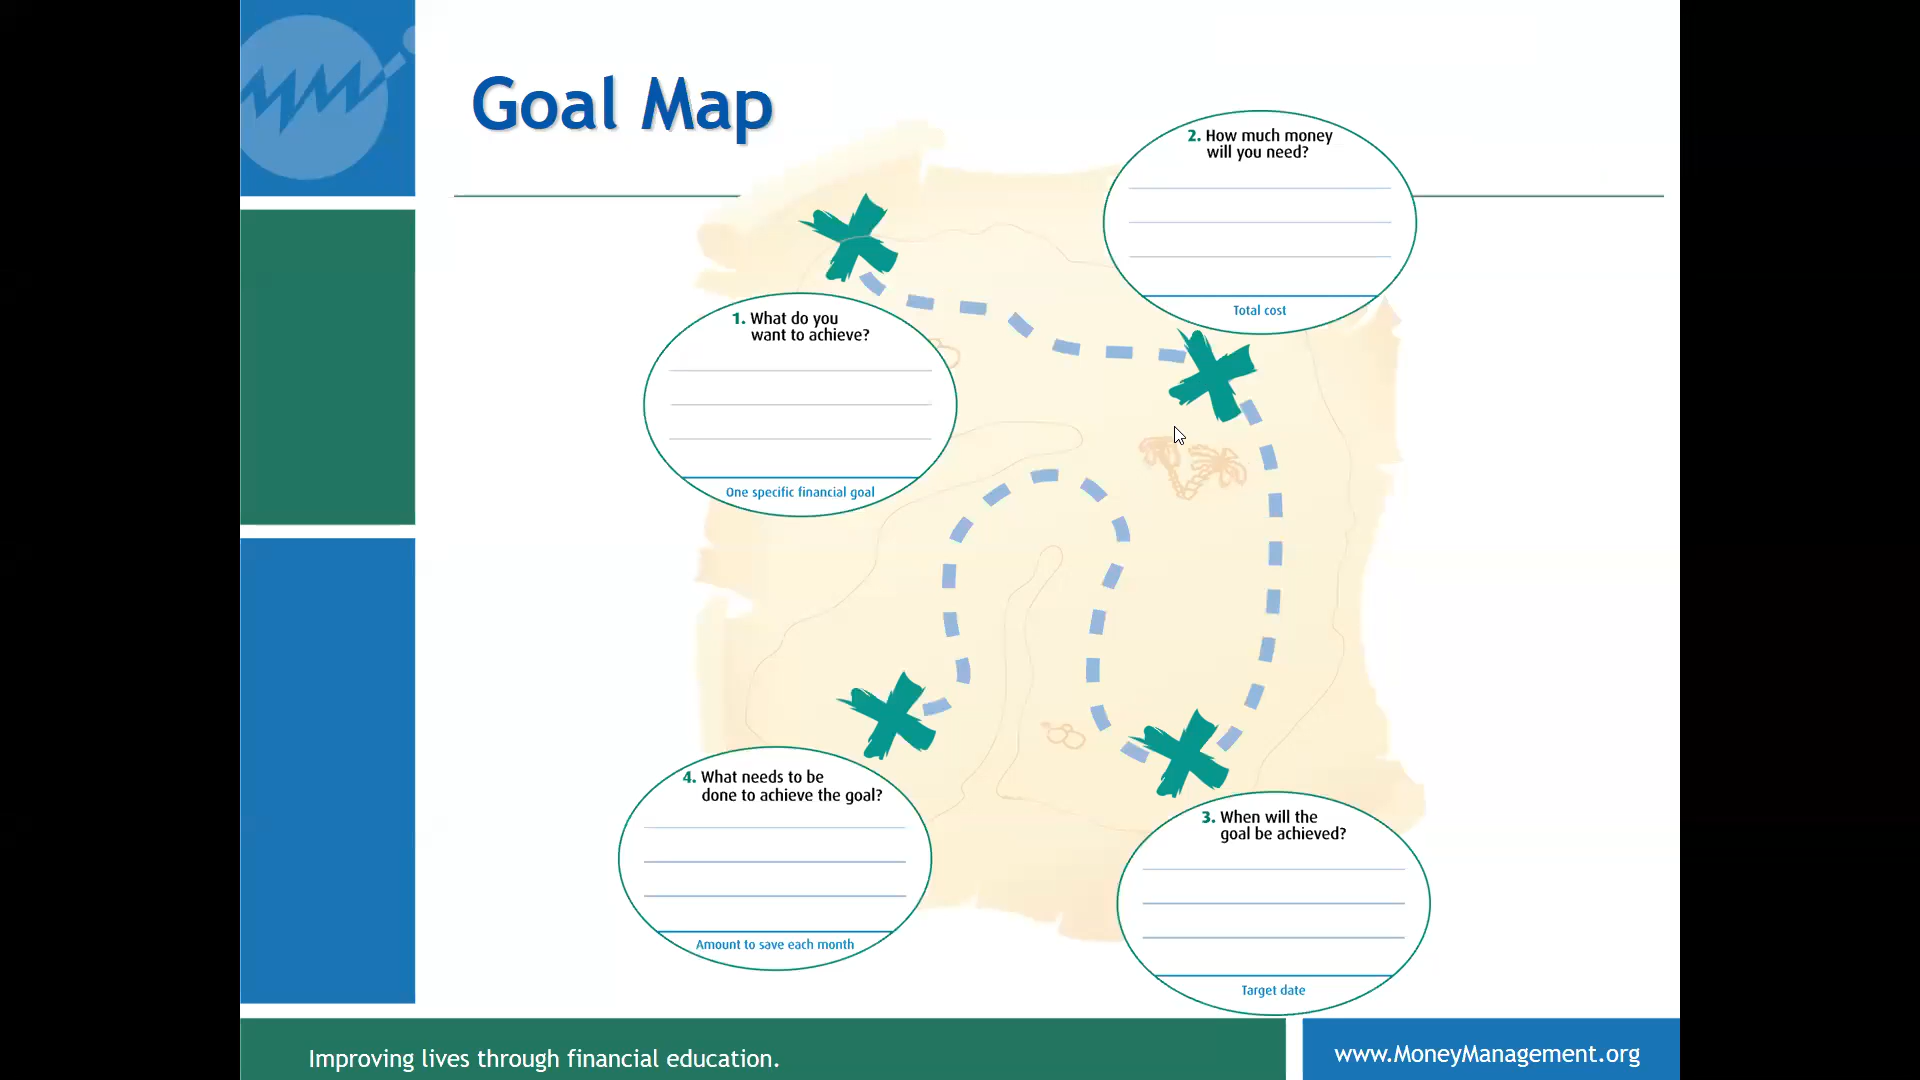 Goal Map
1. What do you
want to achieve?
One specific financial goal
2. How much money
will you need?
Total cost
3. When will the
goal be achieved?
Target date
4. What needs to be
done to achieve the goal?
Amount to save each month
Improving lives through financial education.
www.MoneyManagement.org